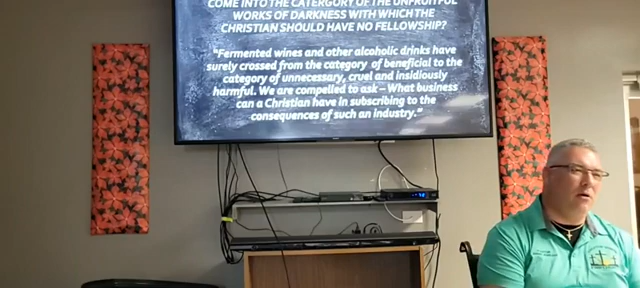 COME INTO THE CATERGORY OF THE UNFRUITFUL
WORKS OF DARKNESS WITH WHICH THE
CHRISTIAN SHOULD HAVE NO FELLOWSHIP?
"Fermented wines and other alcoholic drinks have
surely crossed from the category of beneficial to the
category of unnecessary, cruel and insidiously
harmful. We are compelled to ask – What business
can a Christian have in subscribing to the
consequences of such an industry."